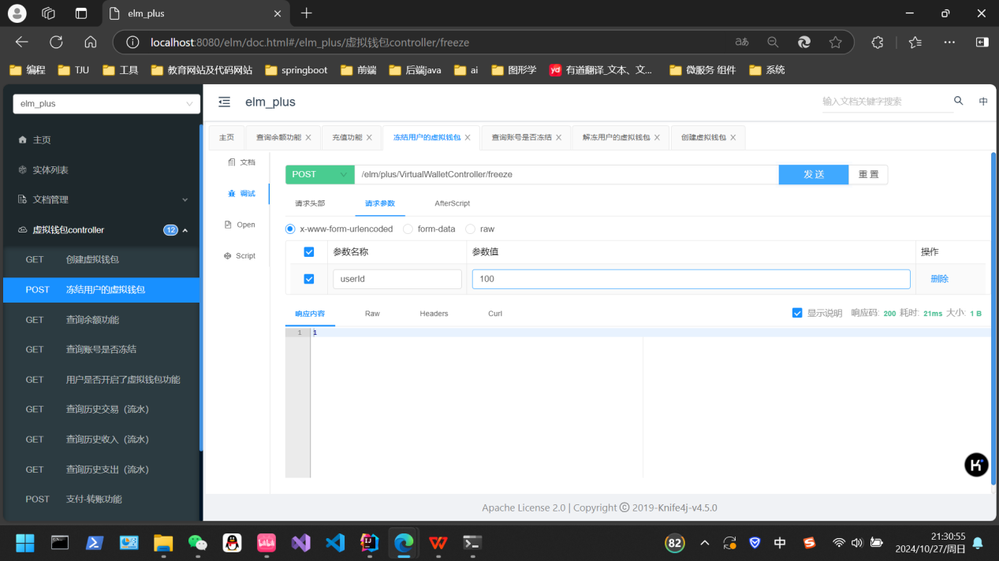 elm_plus
localhost:8080/elm/doc.html#/elm_plus/虚拟钱包controller/freeze
编程 TJU 工具 教育网站及代码网站 springboot 前端 后端java ai 图形学 有道翻译_文本、文... 微服务 组件 系统
elm_plus
elm_plus
输入文档关键字搜索
中
主页 查询余额功能 充值功能 冻结用户的虚拟钱包 查询账号是否冻结 解冻用户的虚拟钱包 创建虚拟钱包
主页
实体列表
文档管理
虚拟钱包controller 12
GET 创建虚拟钱包
POST 冻结用户的虚拟钱包
GET 查询余额功能
GET 查询账号是否冻结
GET 用户是否开启了虚拟钱包功能
GET 查询历史交易（流水）
GET 查询历史收入（流水）
GET 查询历史支出（流水）
POST 支付-转账功能
文档
调试
Open
Script
POST /elm/plus/VirtualWalletController/freeze 发 送 重 置
请求头部 请求参数 AfterScript
x-www-form-urlencoded form-data raw
参数名称 参数值 操作
userId 100 删除
响应内容 Raw Headers Curl 显示说明 响应码: 200 耗时: 21ms 大小: 1 B
1 1
Apache License 2.0 | Copyright © 2019-Knife4j-v4.5.0
82 中 21:30:55
2024/10/27/周日